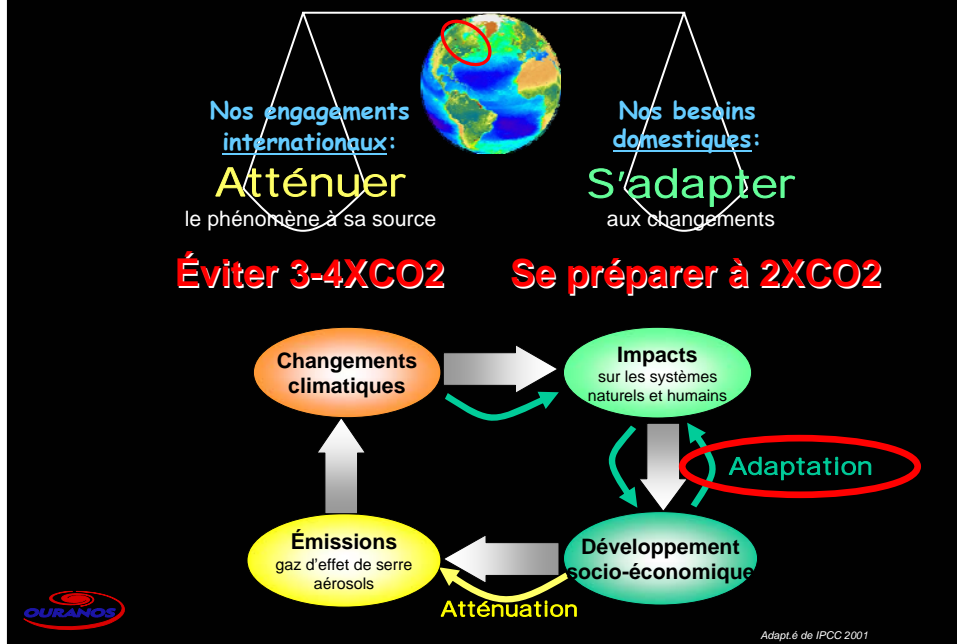 Nos engagements
internationaux:
Atténuer
le phénomène à sa source
Nos besoins
domestiques:
S'adapter
aux changements
Éviter 3-4XCO2
Se préparer à 2XCO2
Changements
climatiques
Impacts
sur les systèmes
naturels et humains
Adaptation
Émissions
gaz d'effet de serre
aérosols
Développement
socio-économique
Atténuation
OURANOS
Adapt.é de IPCC 2001